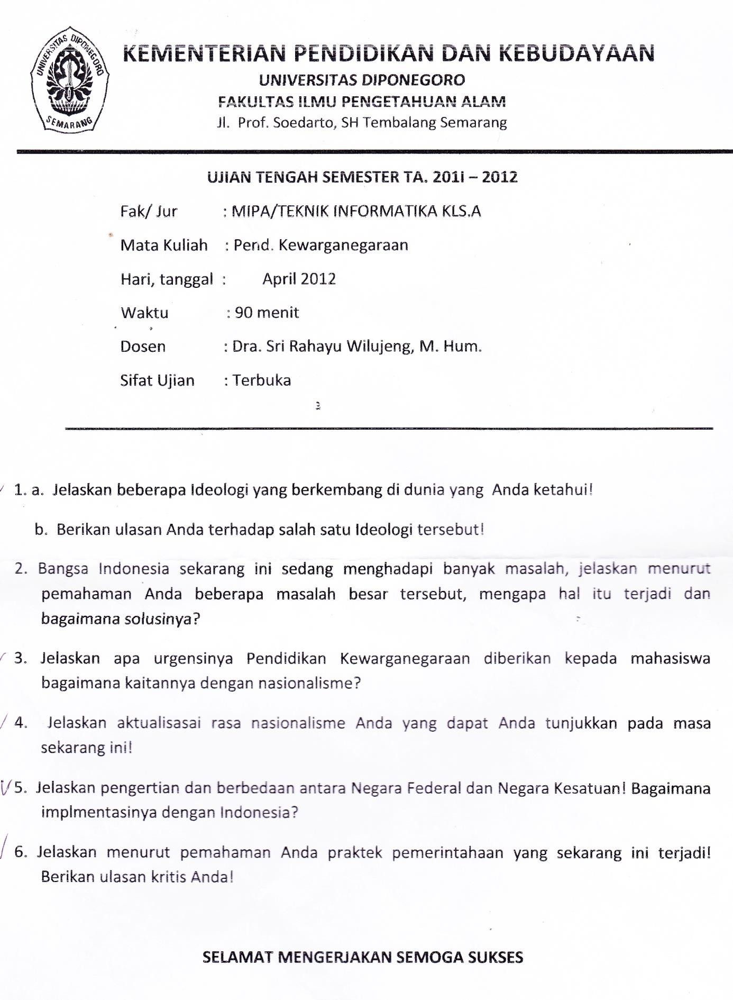 UNIVERSITAS DIPONEGORO
SEMARANG
KEMENTERIAN PENDIDIKAN DAN KEBUDAYAAN
UNIVERSITAS DIPONEGORO
FAKULTAS ILMU PENGETAHUAN ALAM
Jl. Prof. Soedarto, SH Tembalang Semarang
UJIAN TENGAH SEMESTER TA. 201i – 2012
Fak/ Jur : MIPA/TEKNIK INFORMATIKA KLS.A
Mata Kuliah : Pend. Kewarganegaraan
Hari, tanggal : April 2012
Waktu : 90 menit
Dosen : Dra. Sri Rahayu Wilujeng, M. Hum.
Sifat Ujian : Terbuka
1. a. Jelaskan beberapa Ideologi yang berkembang di dunia yang Anda ketahui!
b. Berikan ulasan Anda terhadap salah satu Ideologi tersebut!
2. Bangsa Indonesia sekarang ini sedang menghadapi banyak masalah, jelaskan menurut
pemahaman Anda beberapa masalah besar tersebut, mengapa hal itu terjadi dan
bagaimana solusinya?
3. Jelaskan apa urgensinya Pendidikan Kewarganegaraan diberikan kepada mahasiswa
bagaimana kaitannya dengan nasionalisme?
4. Jelaskan aktualisasai rasa nasionalisme Anda yang dapat Anda tunjukkan pada masa
sekarang ini!
5. Jelaskan pengertian dan berbedaan antara Negara Federal dan Negara Kesatuan! Bagaimana
implmentasinya dengan Indonesia?
6. Jelaskan menurut pemahaman Anda praktek pemerintahaan yang sekarang ini terjadi!
Berikan ulasan kritis Anda!
SELAMAT MENGERJAKAN SEMOGA SUKSES